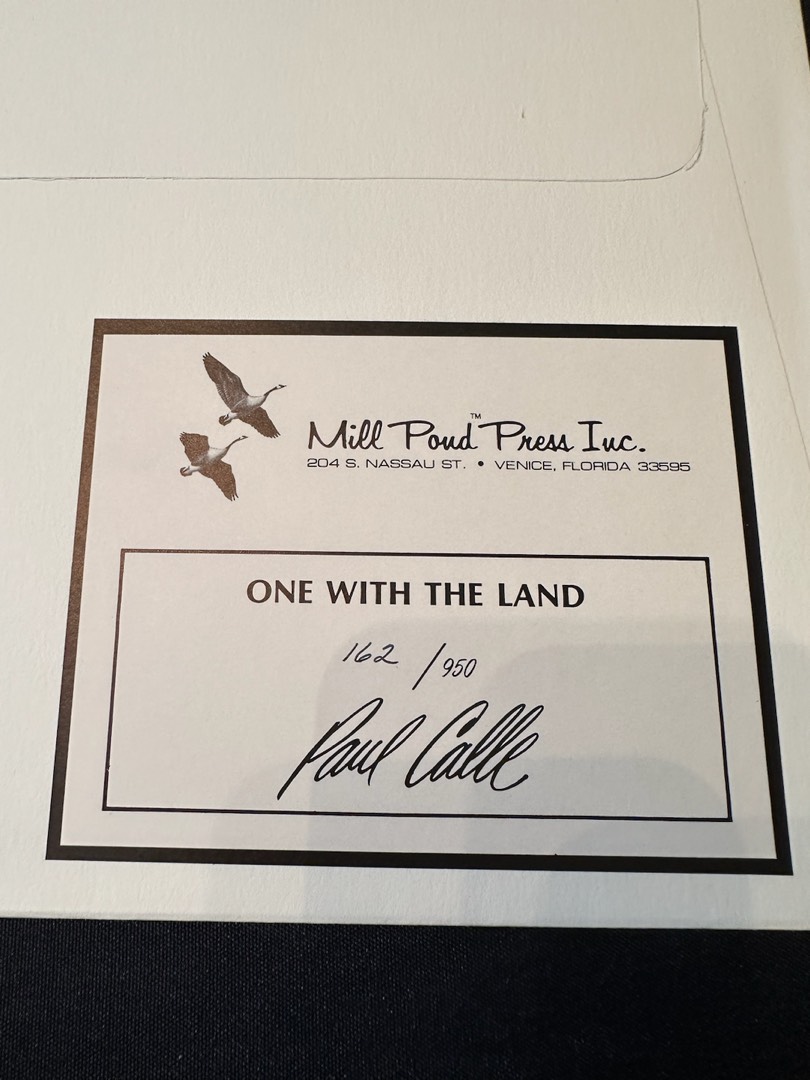 Mill Pond™ Press Inc.
204 S. NASSAU ST. • VENICE, FLORIDA 33595
ONE WITH THE LAND
162 /950
Paul Calle